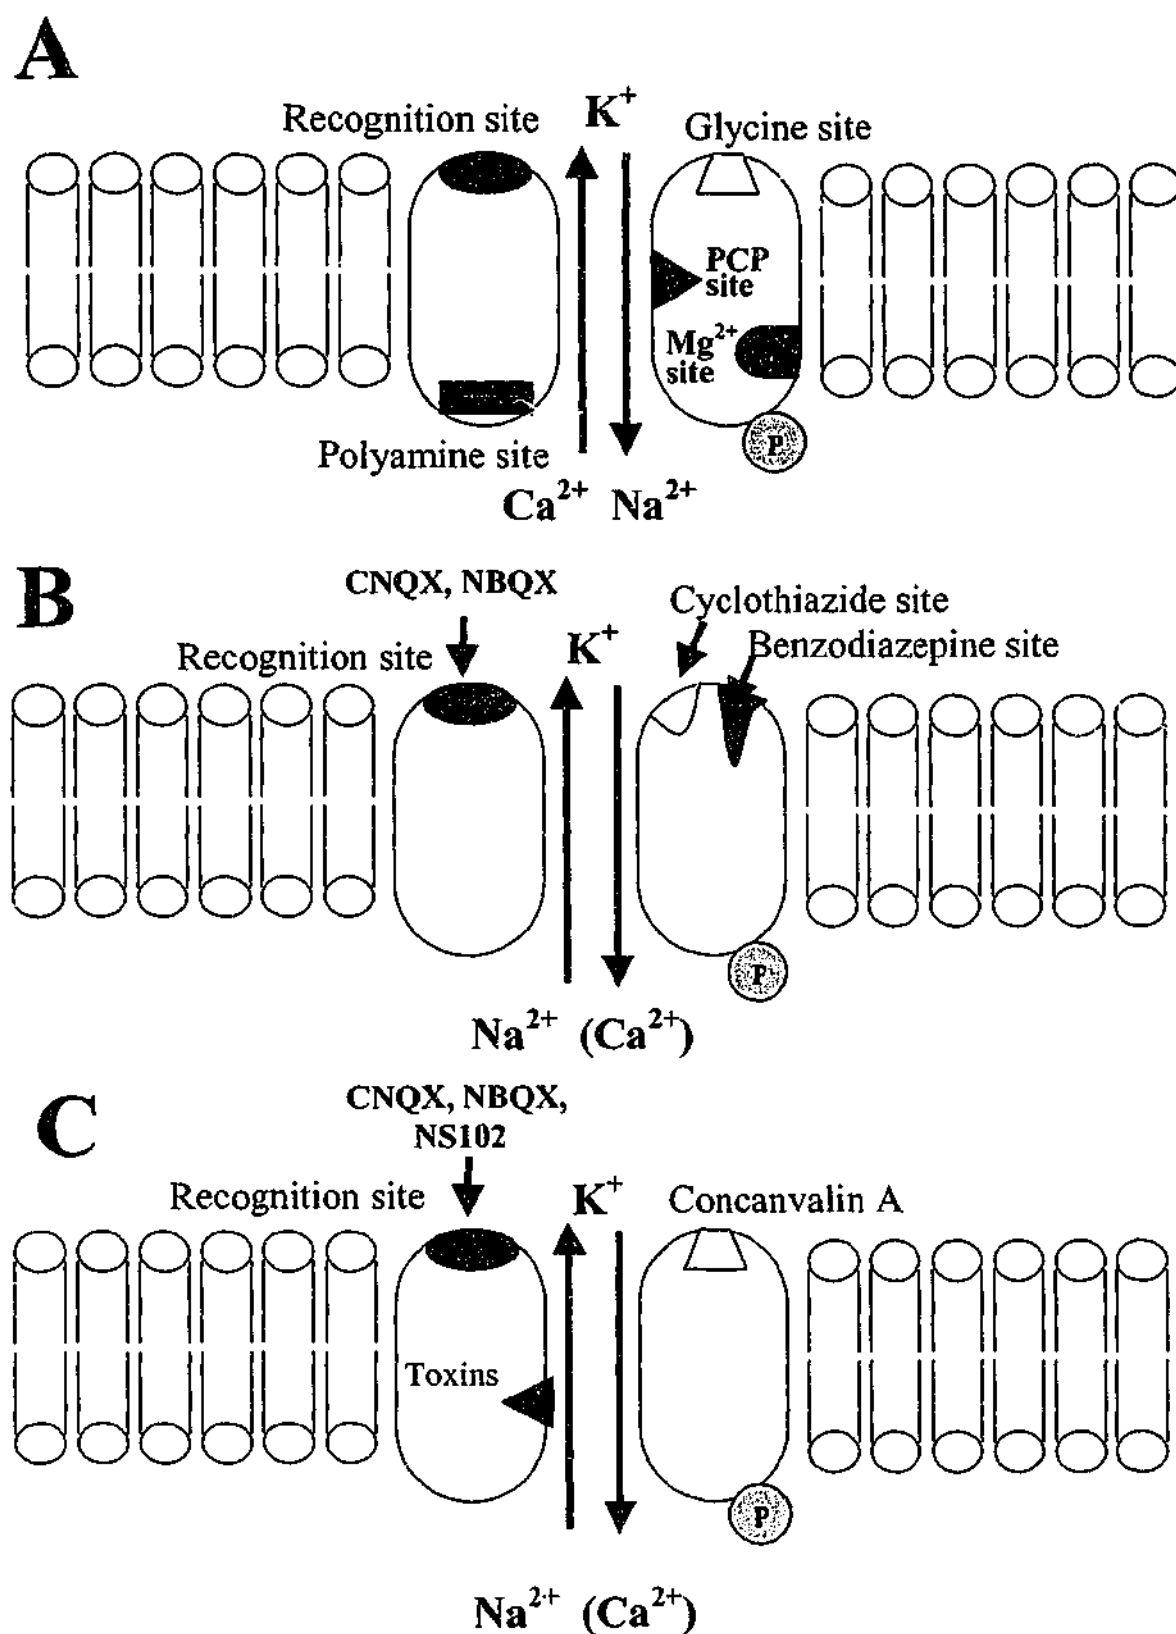 A
Recognition site
K⁺
Glycine site
PCP
site
Mg²⁺
site
P
Polyamine site
Ca²⁺ Na²⁺
B
CNQX, NBQX
Cyclothiazide site
Recognition site
K⁺
Benzodiazepine site
P
Na²⁺ (Ca²⁺)
C
CNQX, NBQX,
NS102
Recognition site
K⁺
Concanvalin A
Toxins
P
Na²⁺ (Ca²⁺)